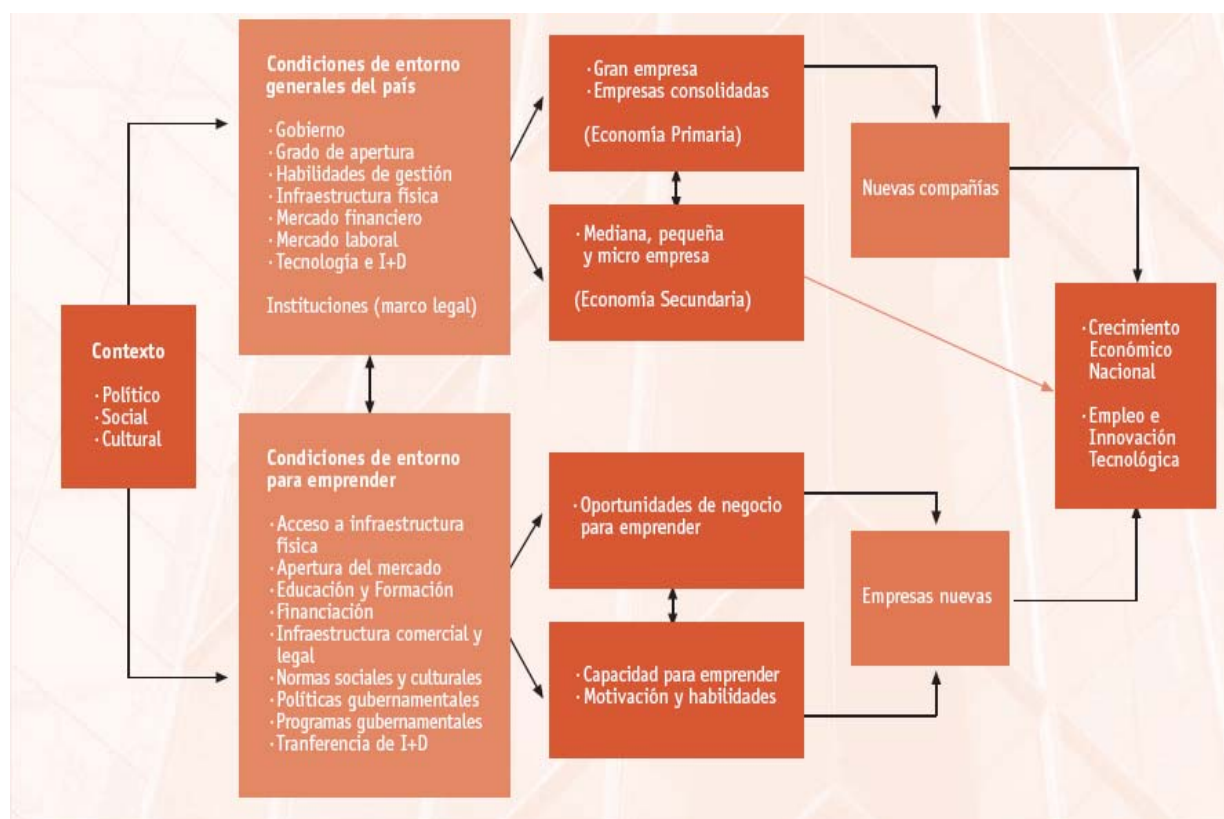 Contexto
· Político
· Social
· Cultural
Condiciones de entorno
generales del país
· Gobierno
· Grado de apertura
· Habilidades de gestión
· Infraestructura física
· Mercado financiero
· Mercado laboral
· Tecnología e I+D
Instituciones (marco legal)
Condiciones de entorno
para emprender
· Acceso a infraestructura
física
· Apertura del mercado
· Educación y Formación
· Financiación
· Infraestructura comercial y
legal
· Normas sociales y culturales
· Políticas gubernamentales
· Programas gubernamentales
· Tranferencia de I+D
· Gran empresa
· Empresas consolidadas
(Economía Primaria)
· Mediana, pequeña
y micro empresa
(Economía Secundaria)
· Oportunidades de negocio
para emprender
· Capacidad para emprender
· Motivación y habilidades
Nuevas compañías
Empresas nuevas
· Crecimiento
Económico
Nacional
· Empleo e
Innovación
Tecnológica